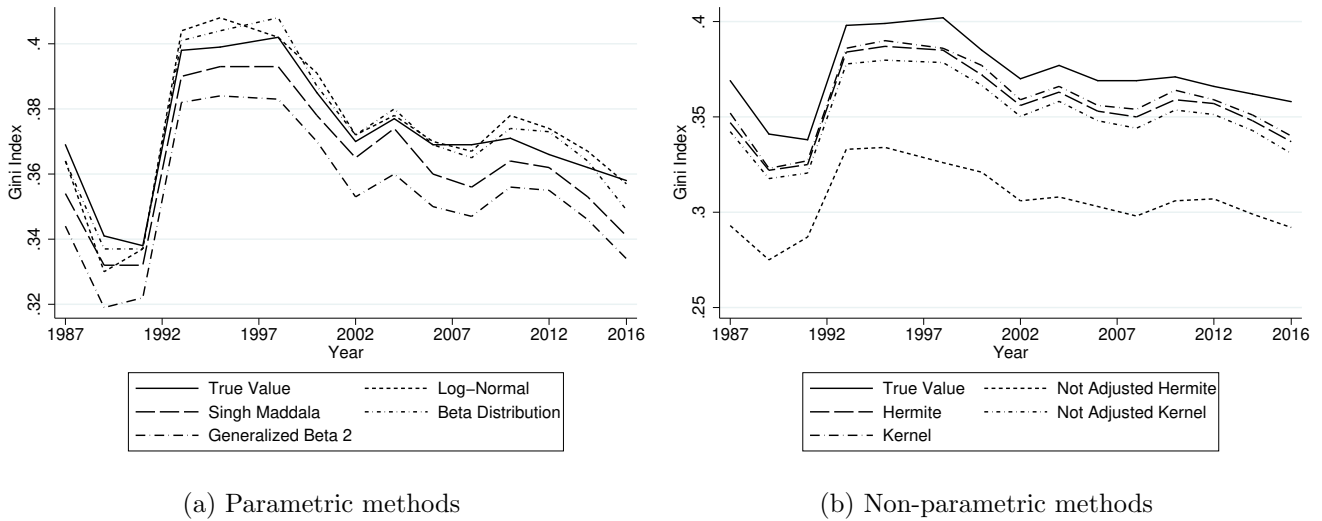 .4
.38
.36
.34
.32
Gini Index
1987 1992 1997 2002 2007 2012 2016
Year
True Value
Log−Normal
Singh Maddala
Beta Distribution
Generalized Beta 2
(a) Parametric methods
.4
.35
.3
.25
Gini Index
1987 1992 1997 2002 2007 2012 2016
Year
True Value
Not Adjusted Hermite
Hermite
Not Adjusted Kernel
Kernel
(b) Non-parametric methods